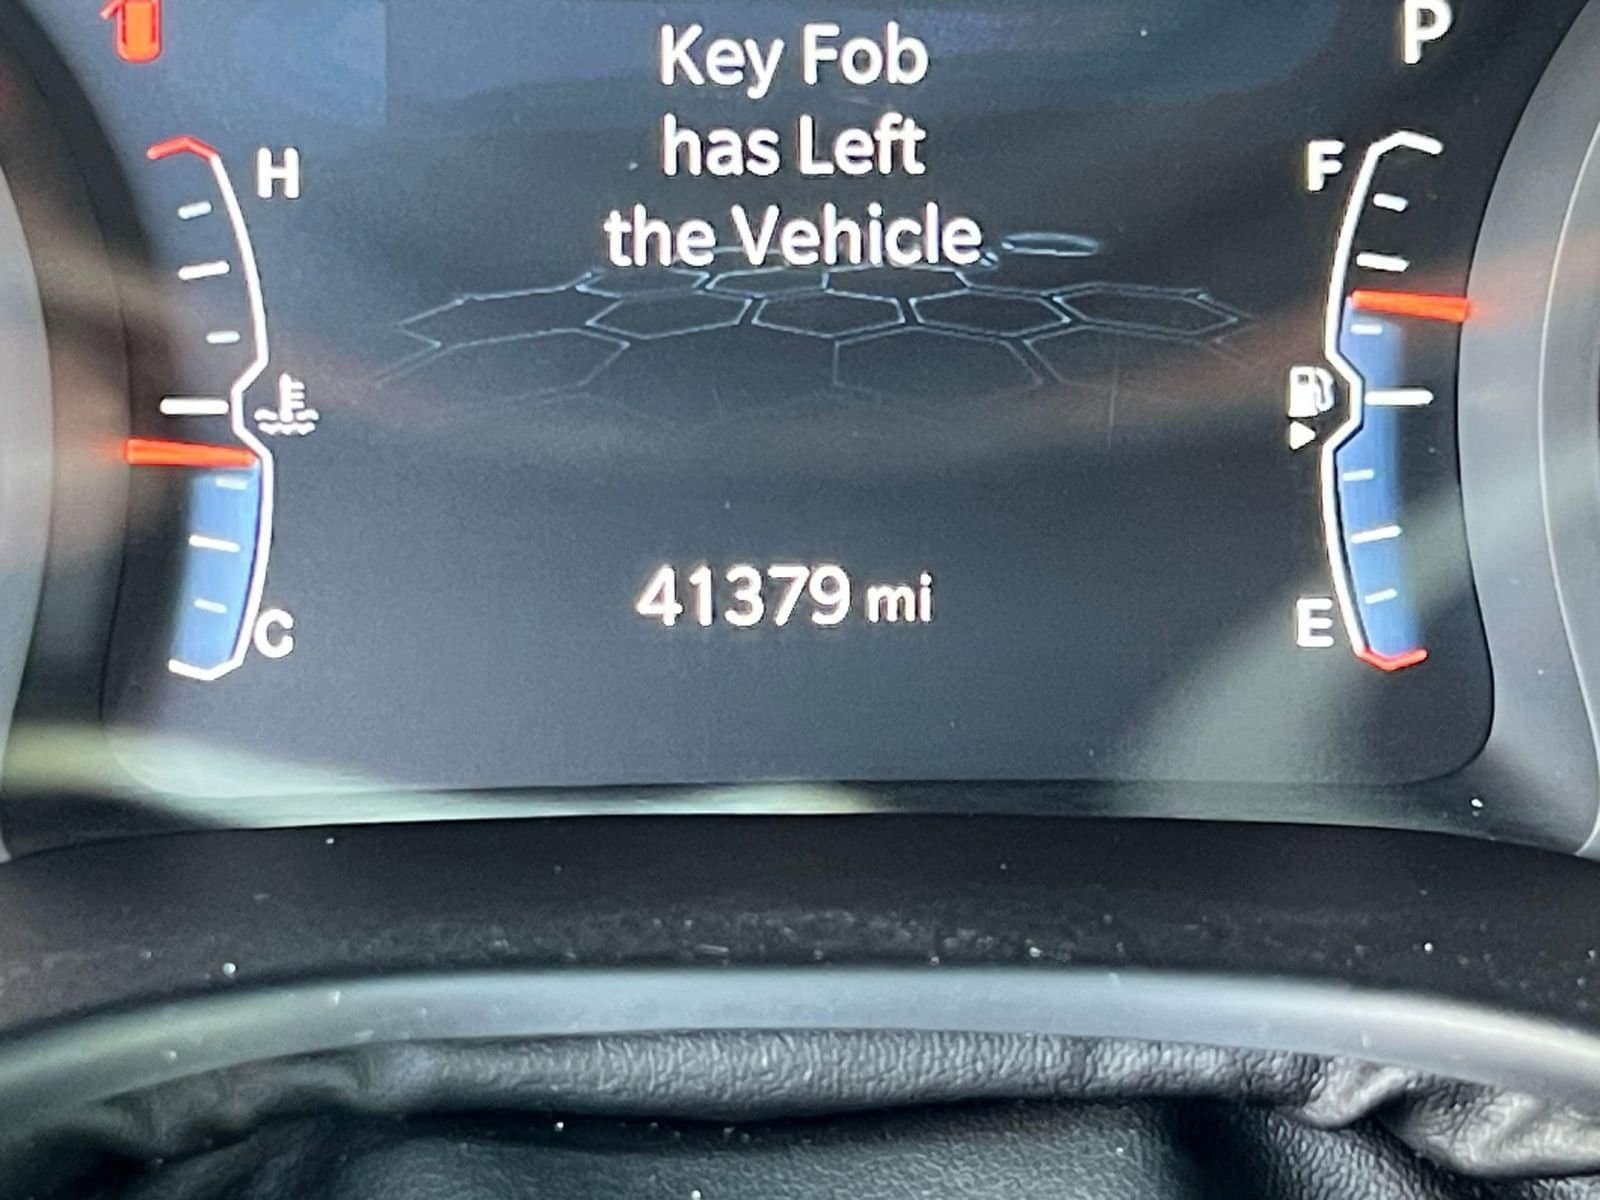 Key Fob
P
has Left
H
F
the Vehicle
41379 mi
C
E